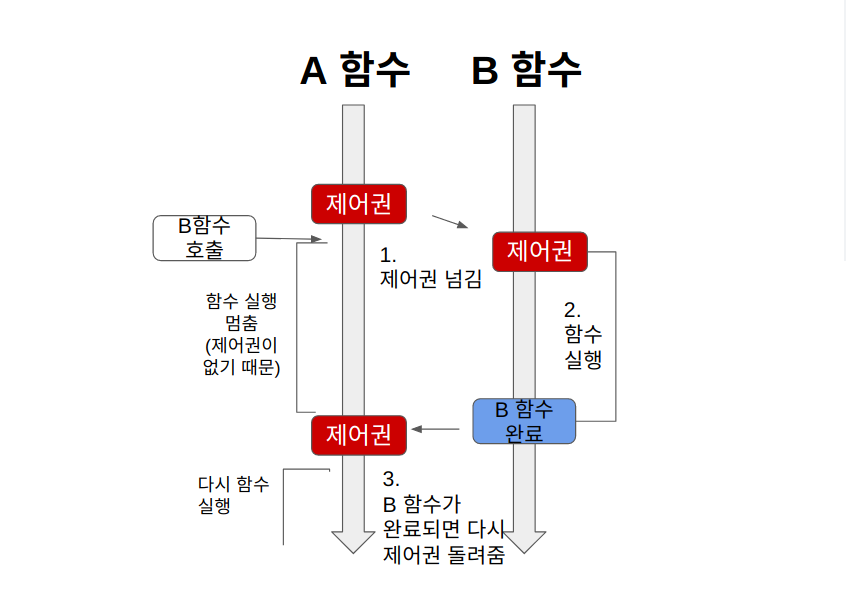 A 함수
B 함수
제어권
B함수
호출
제어권
1.
제어권 넘김
함수 실행
멈춤
(제어권이
없기 때문)
2.
함수
실행
B 함수
완료
제어권
다시 함수
실행
3.
B 함수가
완료되면 다시
제어권 돌려줌